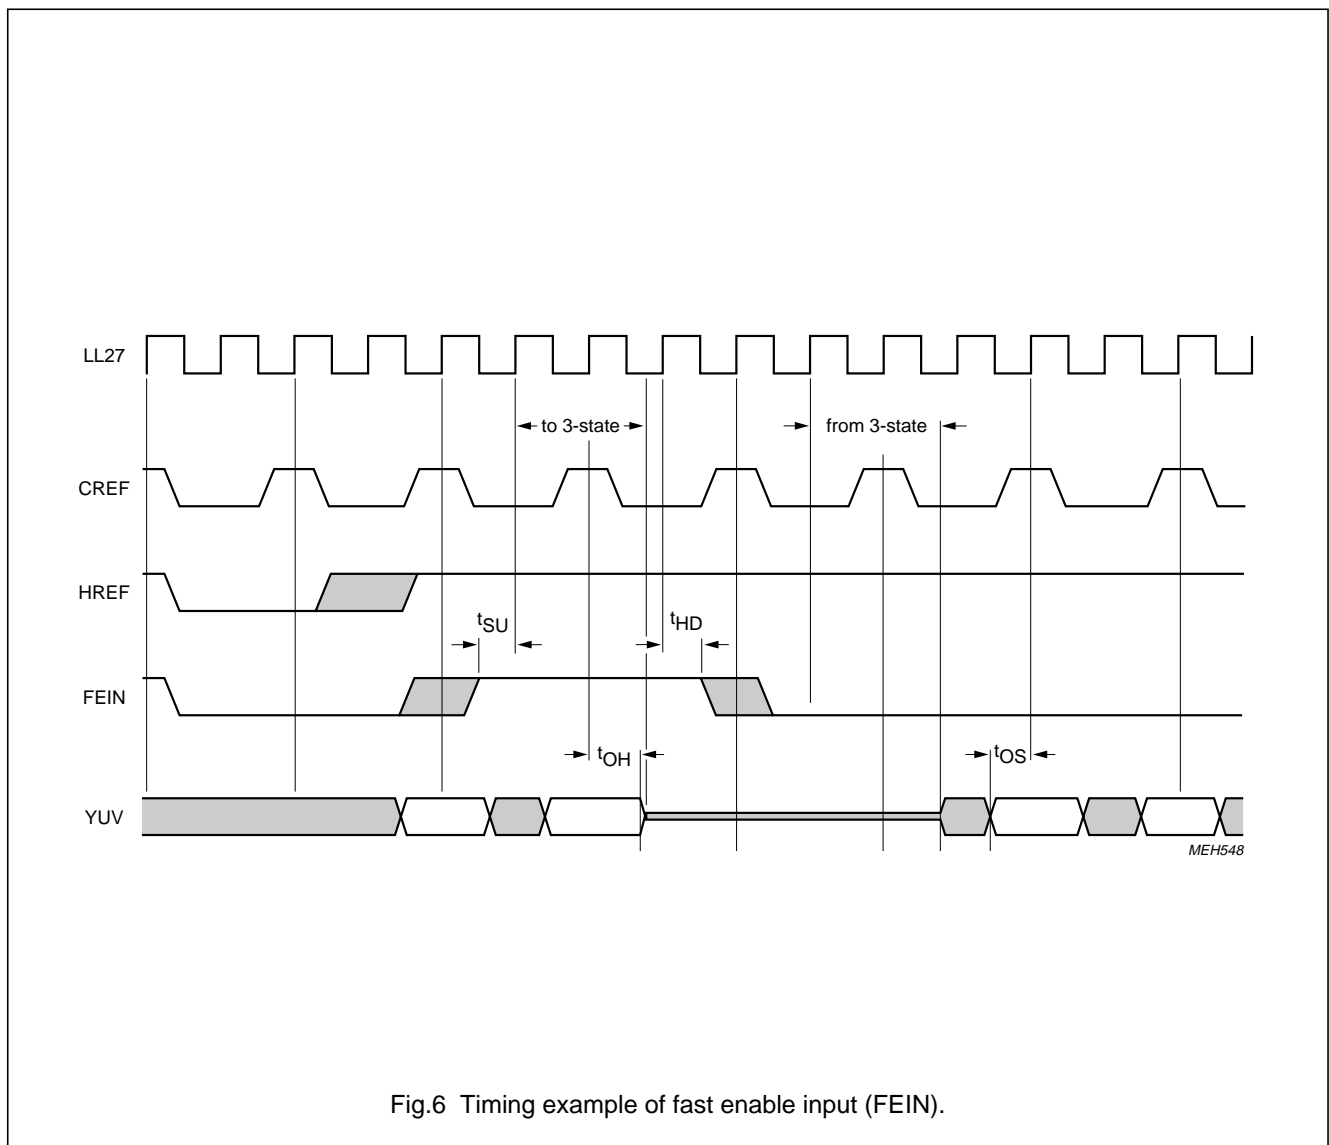 LL27
to 3-state
from 3-state
CREF
HREF
tSU
tHD
FEIN
tOH
tOS
YUV
MEH548
Fig.6 Timing example of fast enable input (FEIN).